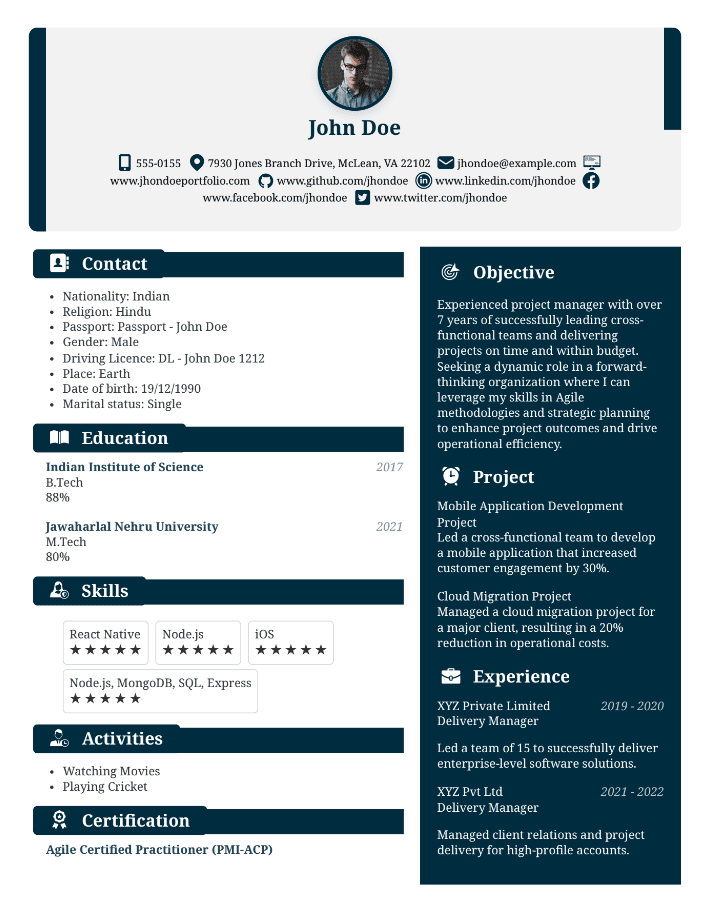 John Doe
555-0155 7930 Jones Branch Drive, McLean, VA 22102 jhondoe@example.com
www.jhondoeportfolio.com www.github.com/jhondoe www.linkedin.com/jhondoe
www.facebook.com/jhondoe www.twitter.com/jhondoe
Contact
Nationality: Indian
Religion: Hindu
Passport: Passport - John Doe
Gender: Male
Driving Licence: DL - John Doe 1212
Place: Earth
Date of birth: 19/12/1990
Marital status: Single
Education
Indian Institute of Science 2017
B.Tech
88%
Jawaharlal Nehru University 2021
M.Tech
80%
Skills
React Native Node.js iOS
★★★★★ ★★★★★ ★★★★★
Node.js, MongoDB, SQL, Express
★★★★★
Activities
Watching Movies
Playing Cricket
Certification
Agile Certified Practitioner (PMI-ACP)
Objective
Experienced project manager with over
7 years of successfully leading cross-
functional teams and delivering
projects on time and within budget.
Seeking a dynamic role in a forward-
thinking organization where I can
leverage my skills in Agile
methodologies and strategic planning
to enhance project outcomes and drive
operational efficiency.
Project
Mobile Application Development
Project
Led a cross-functional team to develop
a mobile application that increased
customer engagement by 30%.
Cloud Migration Project
Managed a cloud migration project for
a major client, resulting in a 20%
reduction in operational costs.
Experience
XYZ Private Limited 2019 - 2020
Delivery Manager
Led a team of 15 to successfully deliver
enterprise-level software solutions.
XYZ Pvt Ltd 2021 - 2022
Delivery Manager
Managed client relations and project
delivery for high-profile accounts.